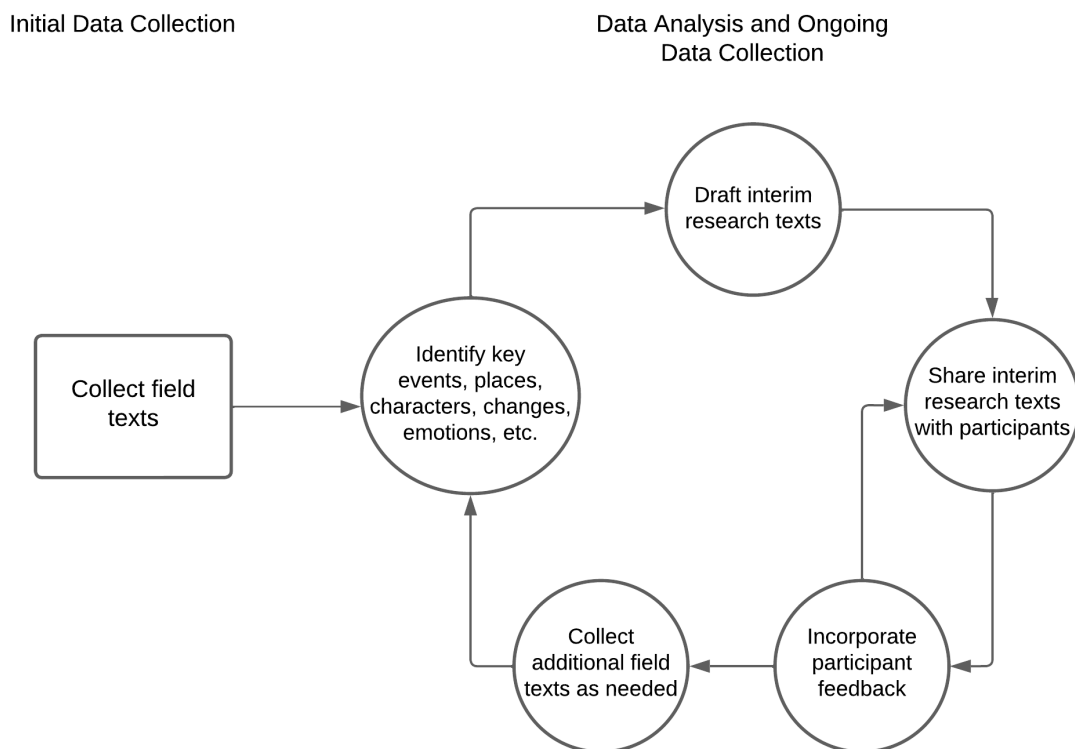 Initial Data Collection
Data Analysis and Ongoing
Data Collection
Draft interim
research texts
Identify key
events, places,
characters, changes,
emotions, etc.
Collect field
texts
Share interim
research texts
with participants
Collect
additional field
texts as needed
Incorporate
participant
feedback